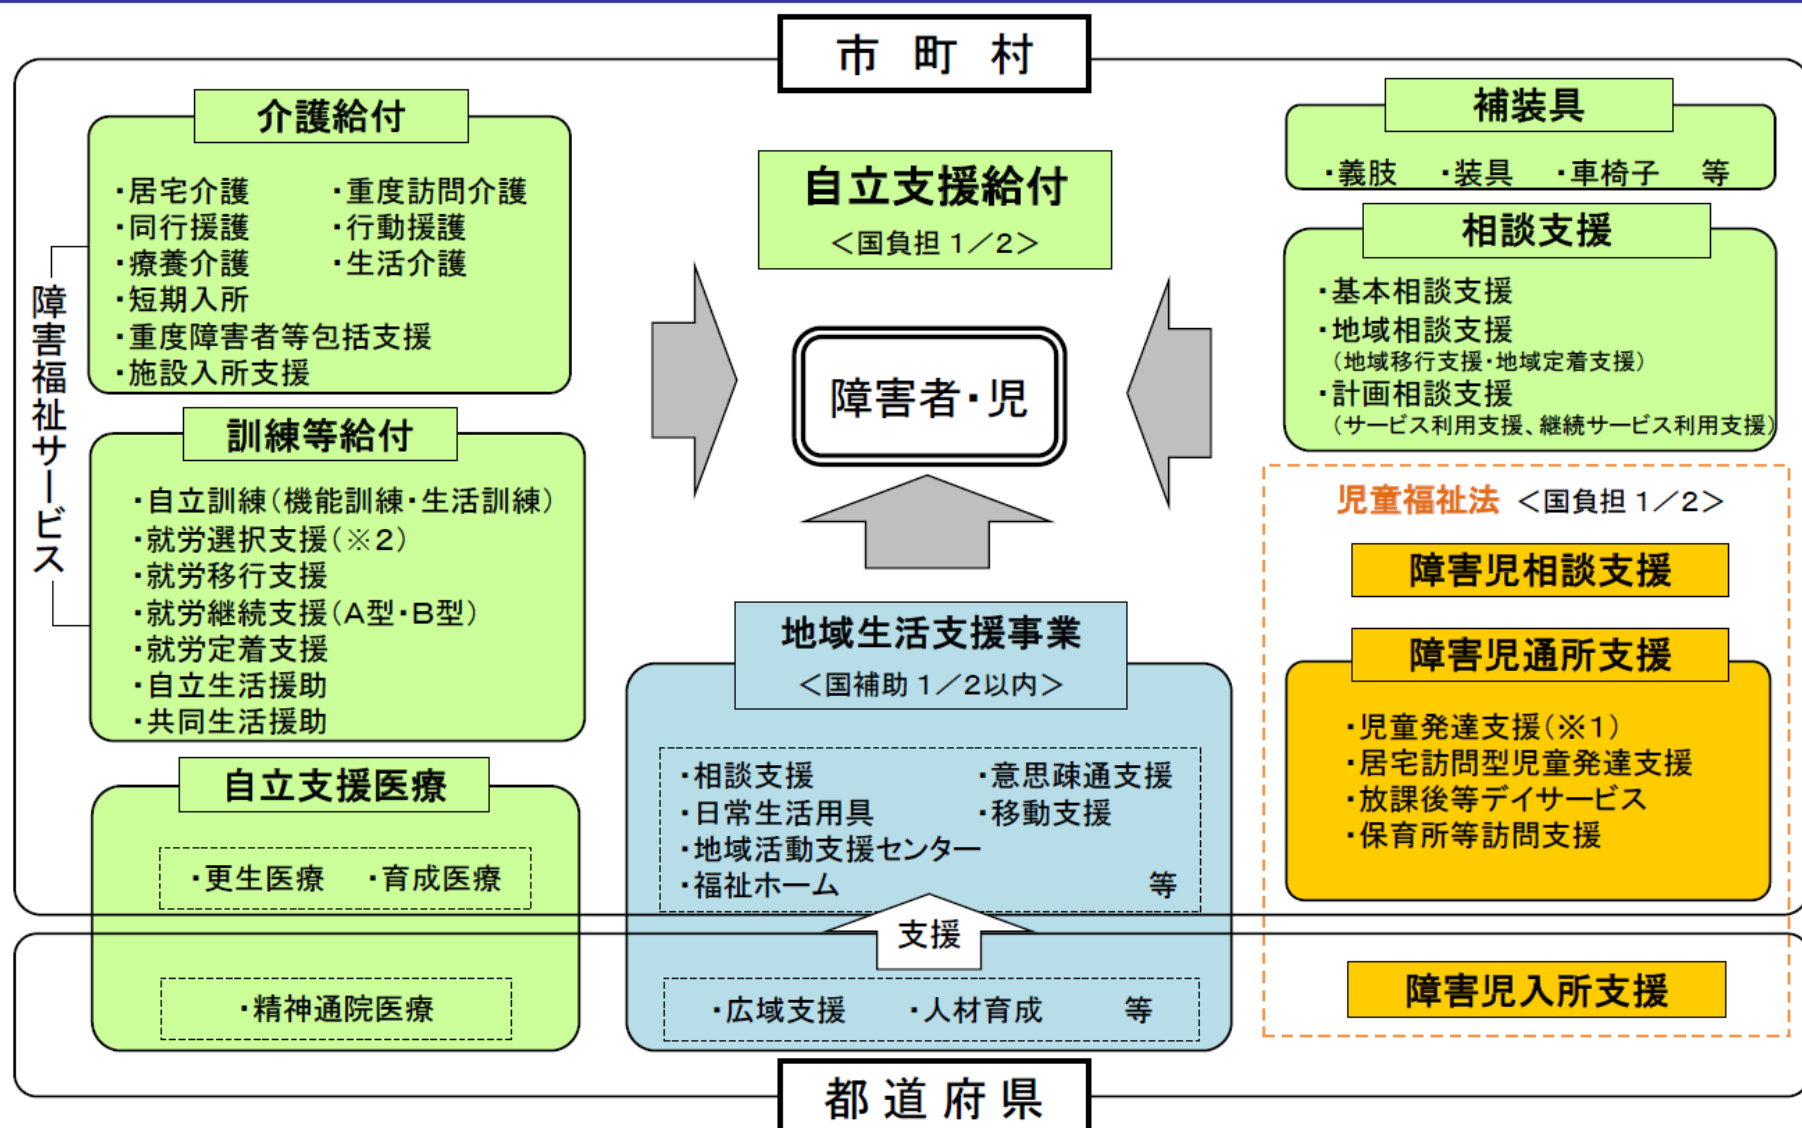 市町村
介護給付
・居宅介護 ・重度訪問介護
・同行援護 ・行動援護
・療養介護 ・生活介護
・短期入所
・重度障害者等包括支援
・施設入所支援
障害福祉サービス
訓練等給付
・自立訓練(機能訓練・生活訓練)
・就労選択支援(※2)
・就労移行支援
・就労継続支援(A型・B型)
・就労定着支援
・自立生活援助
・共同生活援助
自立支援医療
・更生医療 ・育成医療
・精神通院医療
自立支援給付
<国負担 1/2>
障害者・児
地域生活支援事業
<国補助 1/2以内>
・相談支援 ・意思疎通支援
・日常生活用具 ・移動支援
・地域活動支援センター
・福祉ホーム 等
支援
・広域支援 ・人材育成 等
補装具
・義肢 ・装具 ・車椅子 等
相談支援
・基本相談支援
・地域相談支援
(地域移行支援・地域定着支援)
・計画相談支援
(サービス利用支援、継続サービス利用支援)
児童福祉法 <国負担 1/2>
障害児相談支援
障害児通所支援
・児童発達支援(※1)
・居宅訪問型児童発達支援
・放課後等デイサービス
・保育所等訪問支援
障害児入所支援
都道府県